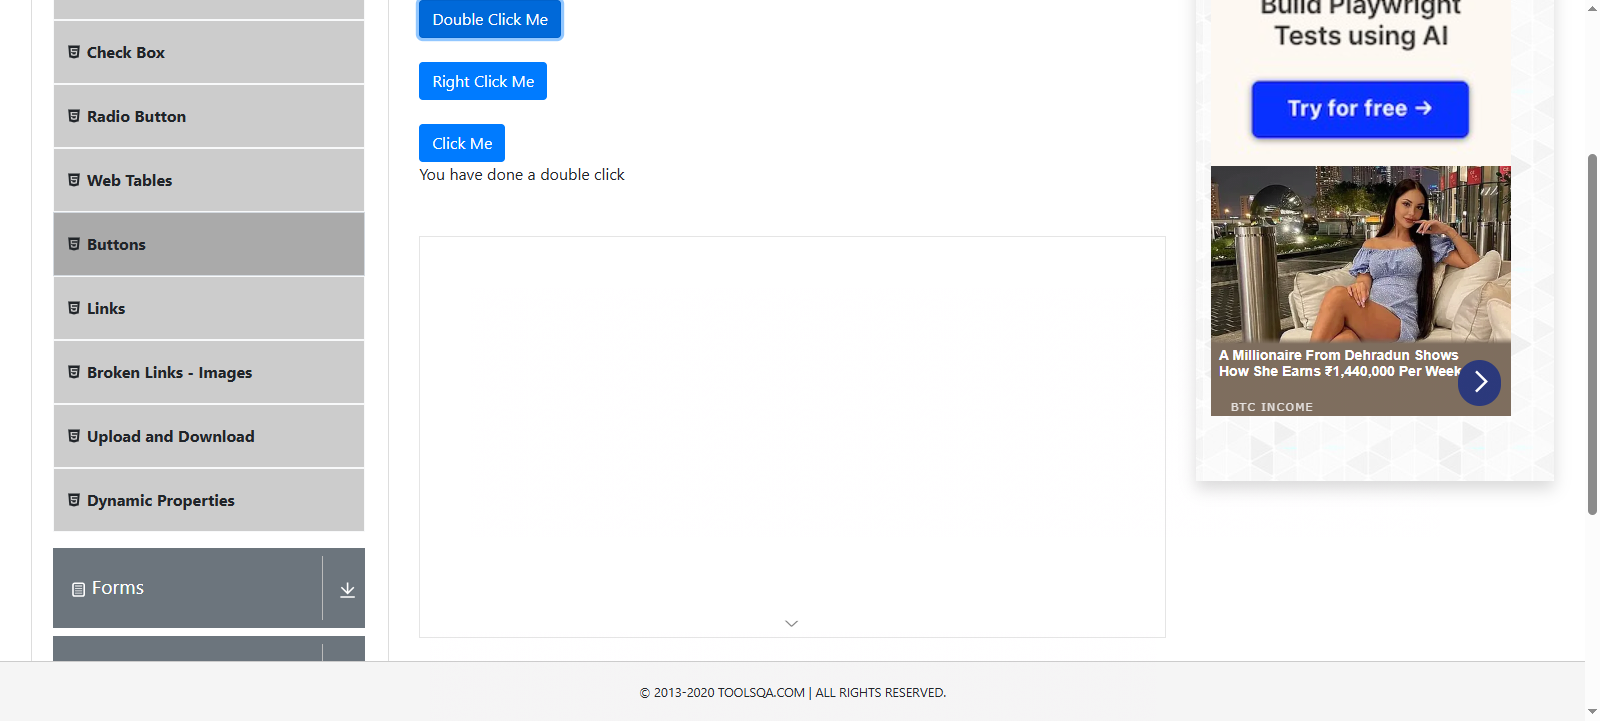 Check Box
Radio Button
Web Tables
Buttons
Links
Broken Links - Images
Upload and Download
Dynamic Properties
Forms
Double Click Me
Right Click Me
Click Me
You have done a double click
Build Playwright
Tests using AI
Try for free →
A Millionaire From Dehradun Shows
How She Earns ₹1,440,000 Per Week
BTC INCOME
© 2013-2020 TOOLSQA.COM | ALL RIGHTS RESERVED.